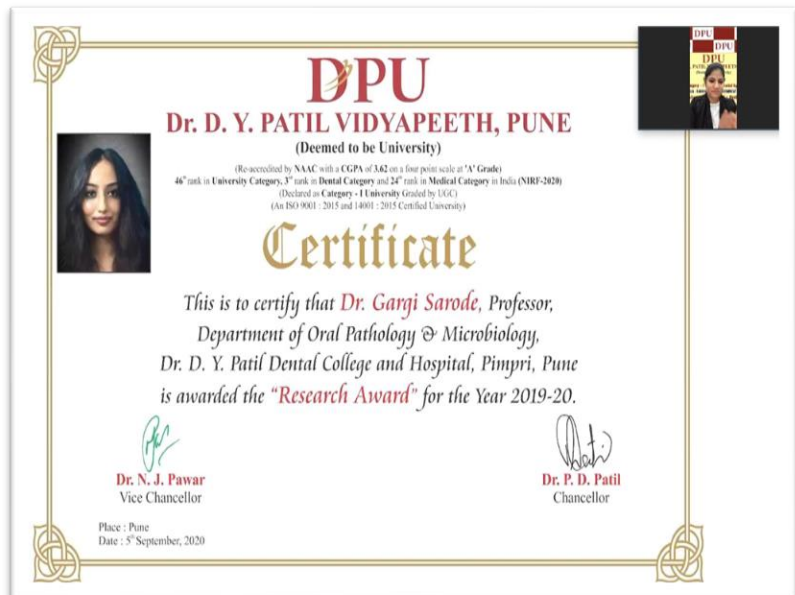 DPU
Dr. D. Y. PATIL VIDYAPEETH, PUNE
(Deemed to be University)
(Re-accredited by NAAC with a CGPA of 3.62 on a four point scale at 'A' Grade)
46th rank in University Category, 3rd rank in Dental Category and 24th rank in Medical Category in India (NIRF-2020)
(Declared as Category - I University Graded by UGC)
(An ISO 9001 : 2015 and 14001 : 2015 Certified University)
Certificate
This is to certify that Dr. Gargi Sarode, Professor,
Department of Oral Pathology & Microbiology,
Dr. D. Y. Patil Dental College and Hospital, Pimpri, Pune
is awarded the “Research Award” for the Year 2019-20.
Dr. N. J. Pawar
Vice Chancellor
Dr. P. D. Patil
Chancellor
Place : Pune
Date : 5th September, 2020
DPU
DPU
DPU